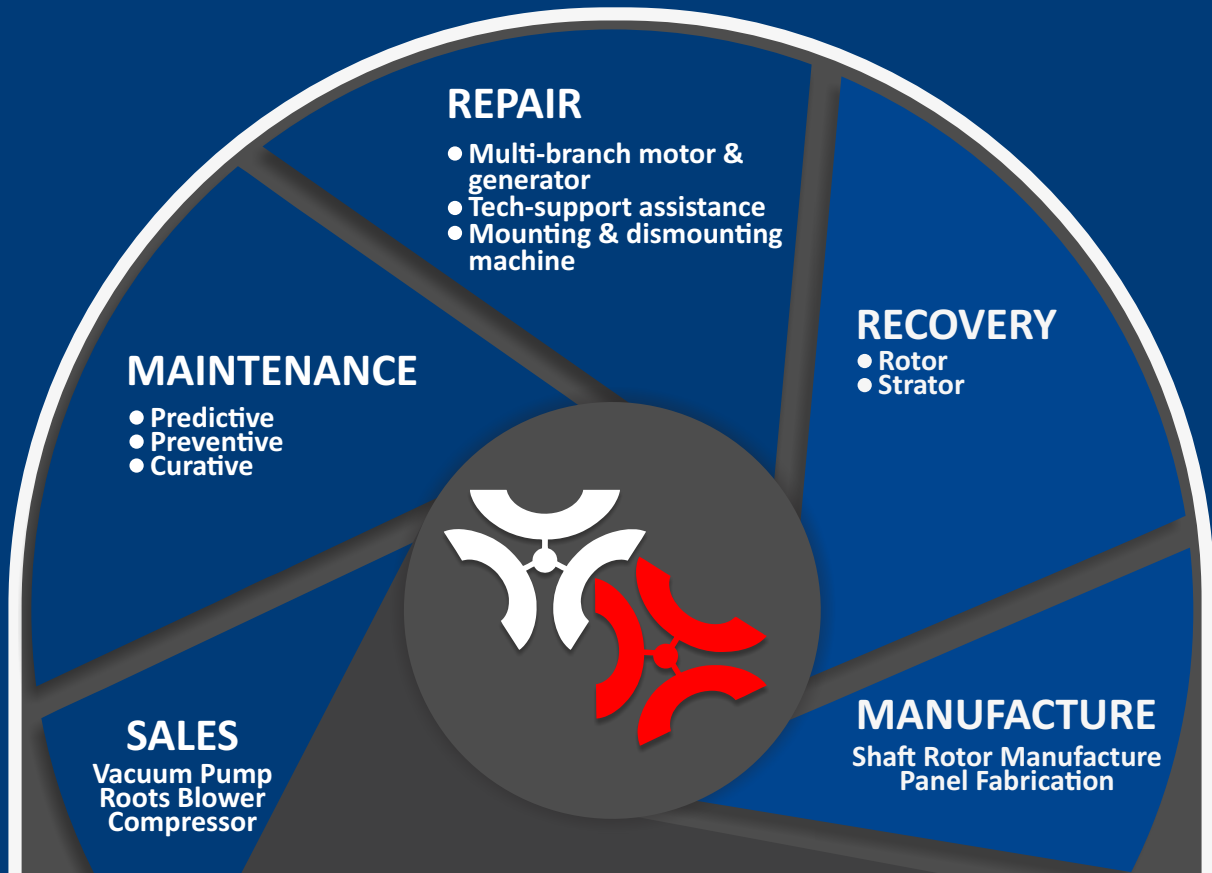 REPAIR
● Multi-branch motor &
generator
● Tech-support assistance
● Mounting & dismounting
machine
RECOVERY
● Rotor
● Strator
MAINTENANCE
● Predictive
● Preventive
● Curative
SALES
Vacuum Pump
Roots Blower
Compressor
MANUFACTURE
Shaft Rotor Manufacture
Panel Fabrication